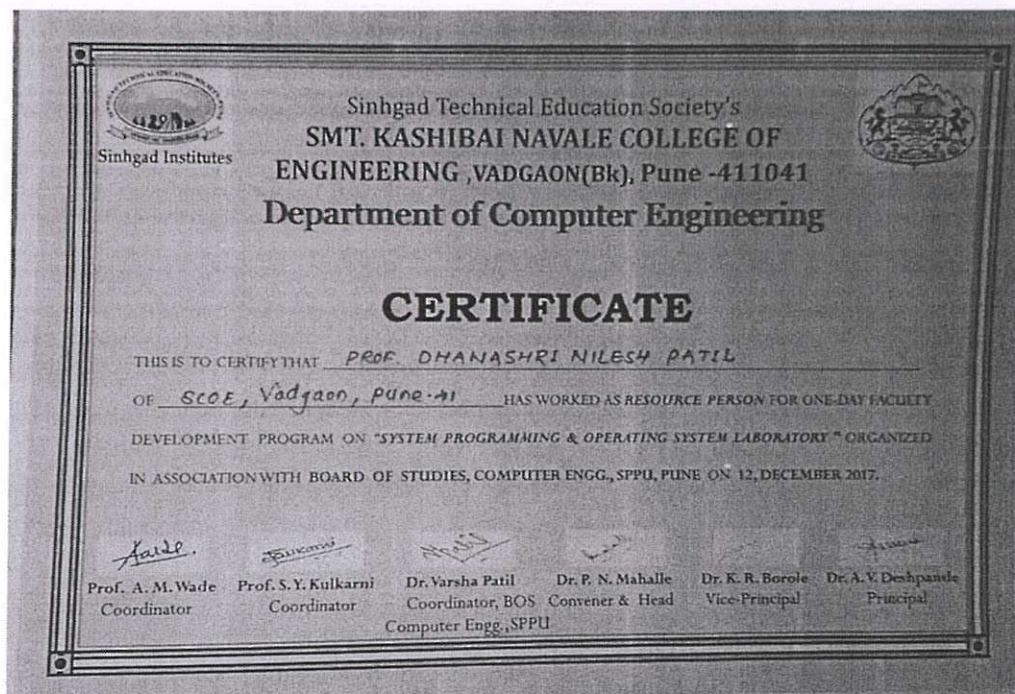 Sinhgad Institutes
Sinhgad Technical Education Society's
SMT. KASHIBAI NAVALE COLLEGE OF
ENGINEERING ,VADGAON(Bk), Pune -411041
Department of Computer Engineering
CERTIFICATE
THIS IS TO CERTIFY THAT PROF. DHANASHRI NILESH PATIL
OF SCOE, Vadgaon, Pune-41 HAS WORKED AS RESOURCE PERSON FOR ONE-DAY FACULTY
DEVELOPMENT PROGRAM ON "SYSTEM PROGRAMMING & OPERATING SYSTEM LABORATORY " ORGANIZED
IN ASSOCIATION WITH BOARD OF STUDIES, COMPUTER ENGG., SPPU, PUNE ON 12, DECEMBER 2017.
Prof. A. M. Wade Prof. S. Y. Kulkarni Dr. Varsha Patil Dr. P. N. Mahalle Dr. K. R. Borole Dr. A. V. Deshpande
Coordinator Coordinator Coordinator, BOS Convener & Head Vice-Principal Principal
Computer Engg., SPPU